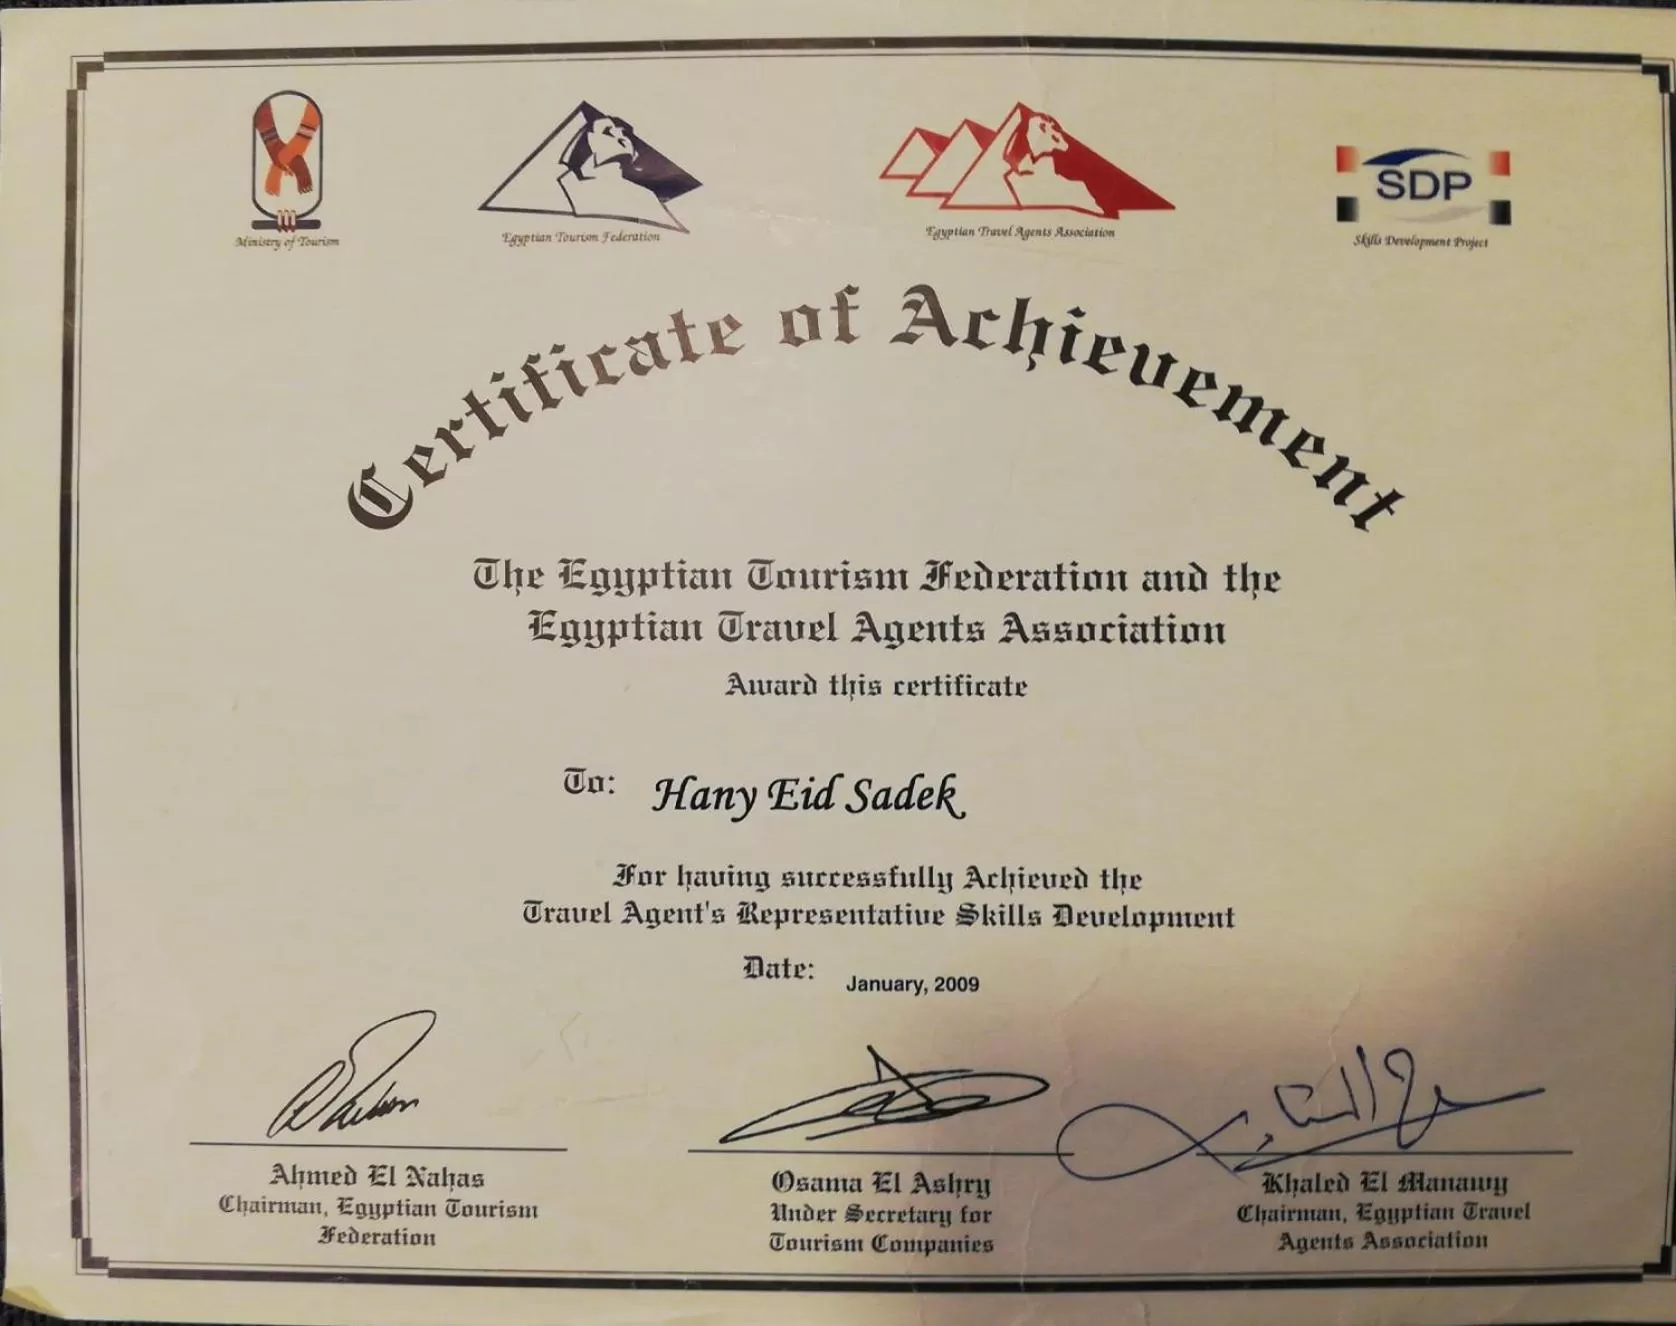 Ministry of Tourism
Egyptian Tourism Federation
Egyptian Travel Agents Association
SDP
Skills Development Project
Certificate of Achievement
The Egyptian Tourism Federation and the
Egyptian Travel Agents Association
Award this certificate
To: Hany Eid Sadek
For having successfully Achieved the
Travel Agent's Representative Skills Development
Date: January, 2009
Ahmed El Nahas
Chairman, Egyptian Tourism
Federation
Osama El Ashry
Under Secretary for
Tourism Companies
Khaled El Manawy
Chairman, Egyptian Travel
Agents Association